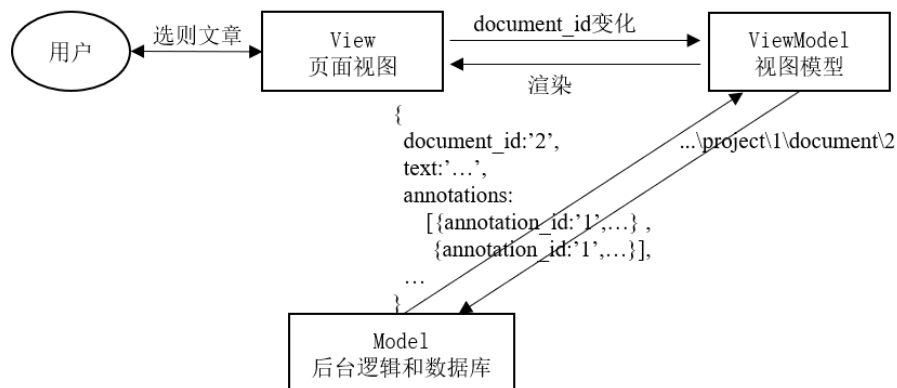 用户
选则文章
View
页面视图
document_id变化
渲染
ViewModel
视图模型
{
document_id:’2’,
text:’…’,
annotations:
[{annotation_id:’1’,…} ,
{annotation_id:’1’,…}],
…
}
...\project\1\document\2
Model
后台逻辑和数据库